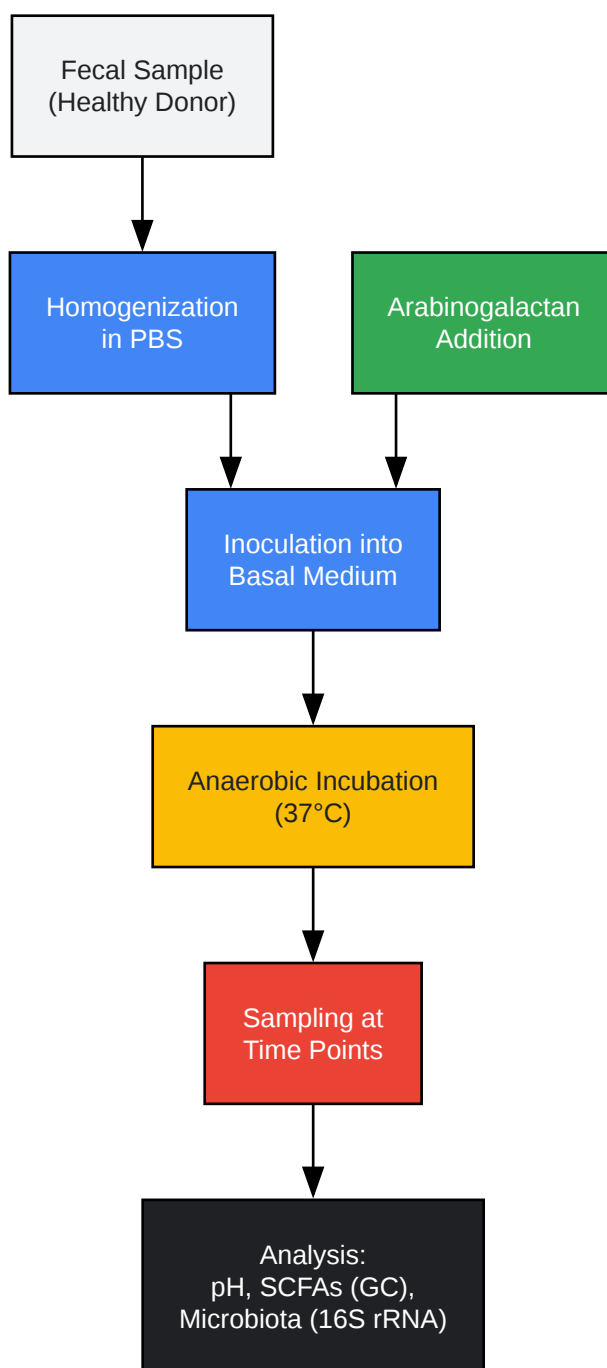 Fecal Sample
(Healthy Donor)
Homogenization
in PBS
Arabinogalactan
Addition
Inoculation into
Basal Medium
Anaerobic Incubation
(37°C)
Sampling at
Time Points
Analysis:
pH, SCFAs (GC),
Microbiota (16S rRNA)